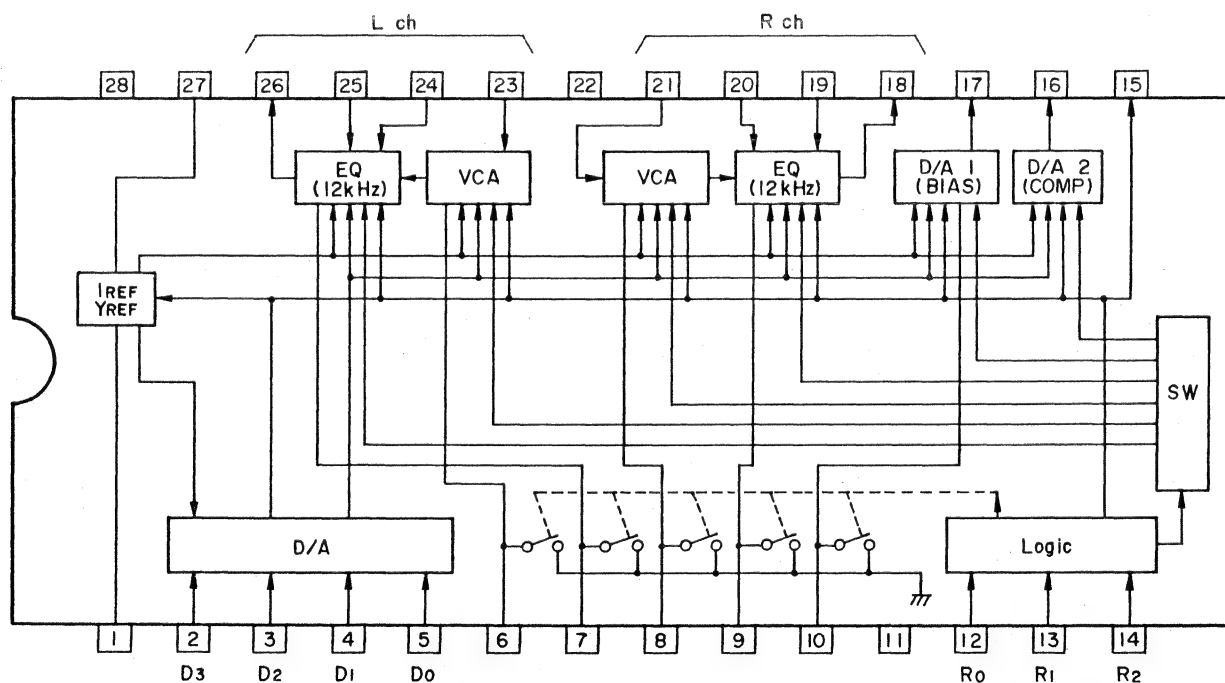 L ch R ch
28 27 26 25 24 23 22 21 20 19 18 17 16 15
EQ
(12kHz)
VCA
VCA
EQ
(12kHz)
D/A 1
(BIAS)
D/A 2
(COMP)
IREF
YREF
SW
D/A
Logic
1 2 3 4 5 6 7 8 9 10 11 12 13 14
D3 D2 D1 D0 R0 R1 R2